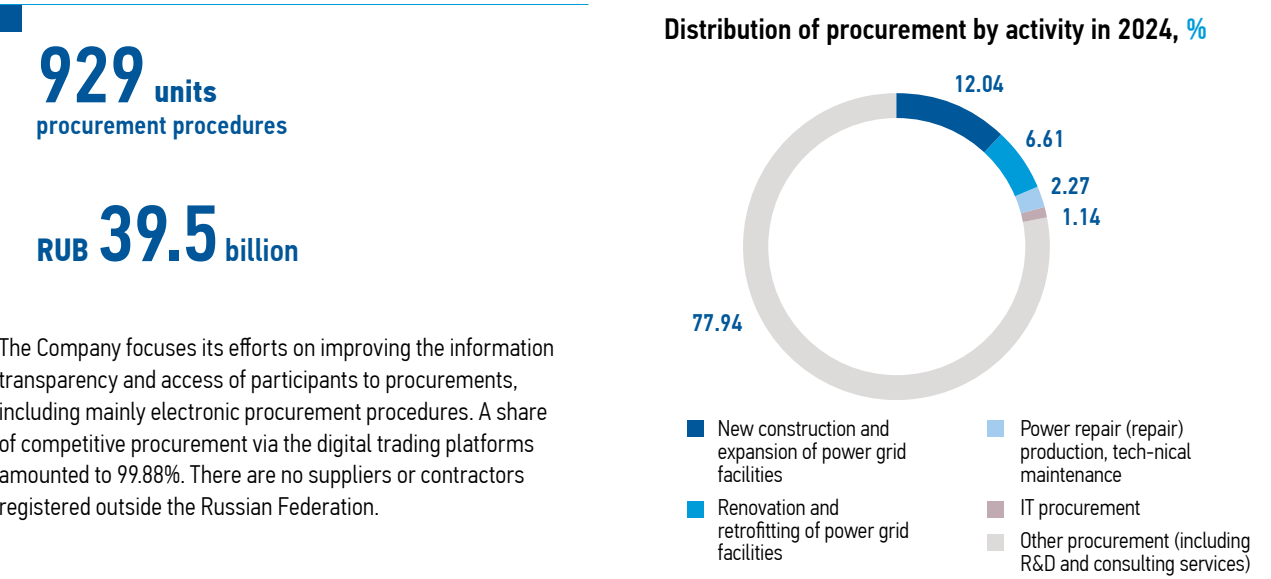 929 units
procurement procedures
RUB 39.5 billion
The Company focuses its efforts on improving the information
transparency and access of participants to procurements,
including mainly electronic procurement procedures. A share
of competitive procurement via the digital trading platforms
amounted to 99.88%. There are no suppliers or contractors
registered outside the Russian Federation.
Distribution of procurement by activity in 2024, %
12.04
6.61
2.27
1.14
77.94
New construction and
expansion of power grid
facilities
Renovation and
retrofitting of power grid
facilities
Power repair (repair)
production, tech-nical
maintenance
IT procurement
Other procurement (including
R&D and consulting services)